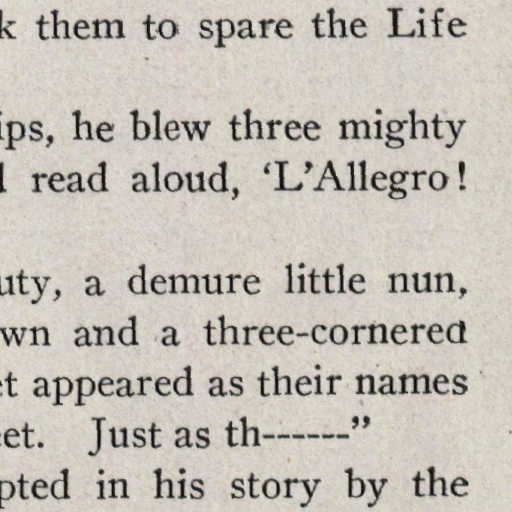 k them to spare the Life
ips, he blew three mighty
read aloud, ‘L’Allegro!
uty, a demure little nun,
wn and a three-cornered
et appeared as their names
eet. Just as th------”
pted in his story by the